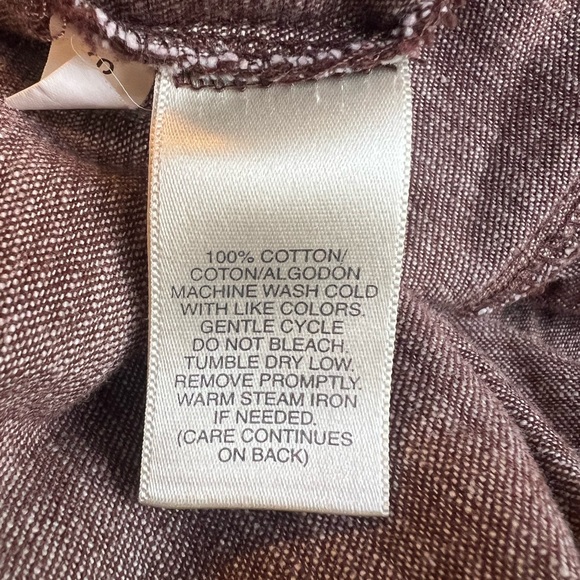 100% COTTON/
COTON/ALGODON
MACHINE WASH COLD
WITH LIKE COLORS.
GENTLE CYCLE
DO NOT BLEACH,
TUMBLE DRY LOW.
REMOVE PROMPTLY.
WARM STEAM IRON
IF NEEDED.
(CARE CONTINUES
ON BACK)